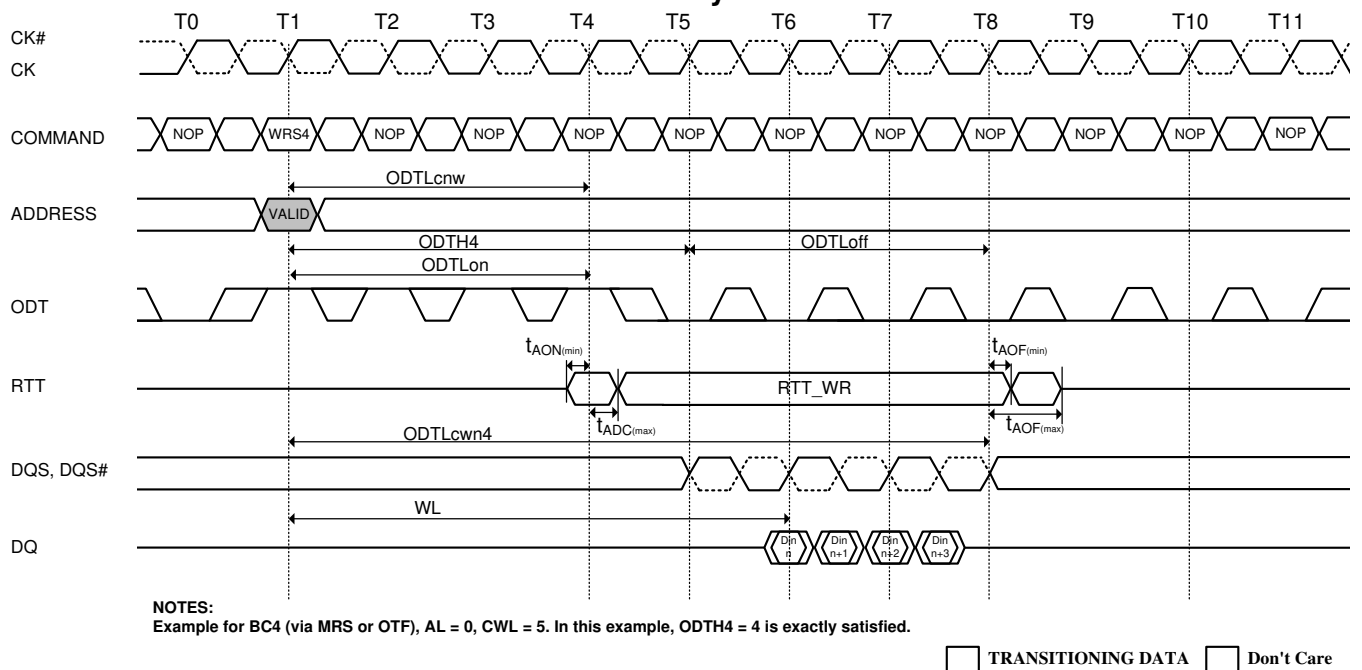 T0 T1 T2 T3 T4 T5 T6 T7 T8 T9 T10 T11
CK#
CK
COMMAND NOP WRS4 NOP NOP NOP NOP NOP NOP NOP NOP NOP NOP
ODTLcnw
ADDRESS VALID
ODTH4 ODTLoff
ODTLon
ODT
tAON(min) tAOF(min)
RTT RTT_WR
tADC(max) tAOF(max)
ODTLcwn4
DQS, DQS#
WL
DQ Din n Din n+1 Din n+2 Din n+3
NOTES:
Example for BC4 (via MRS or OTF), AL = 0, CWL = 5. In this example, ODTH4 = 4 is exactly satisfied.
TRANSITIONING DATA Don't Care